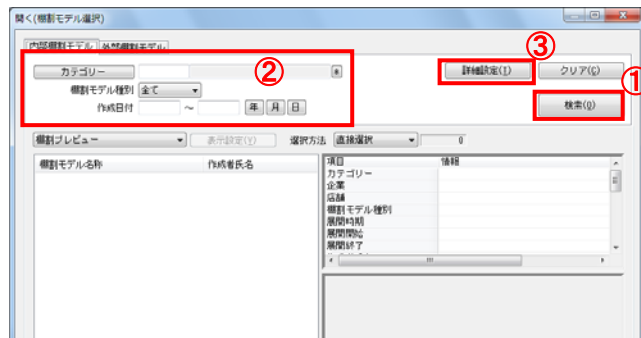 開く(棚割モデル選択)
内部棚割モデル 外部棚割モデル
③
カテゴリー ② 詳細設定(I) クリア(C)
①
棚割モデル種別 全て
作成日付 ～ 年 月 日 検索(Q)
棚割プレビュー 表示設定(V) 選択方法 直接選択 0
棚割モデル名称 作成者氏名 項目 情報
カテゴリー
企業
店舗
棚割モデル種別
展開時期
展開開始
展開終了